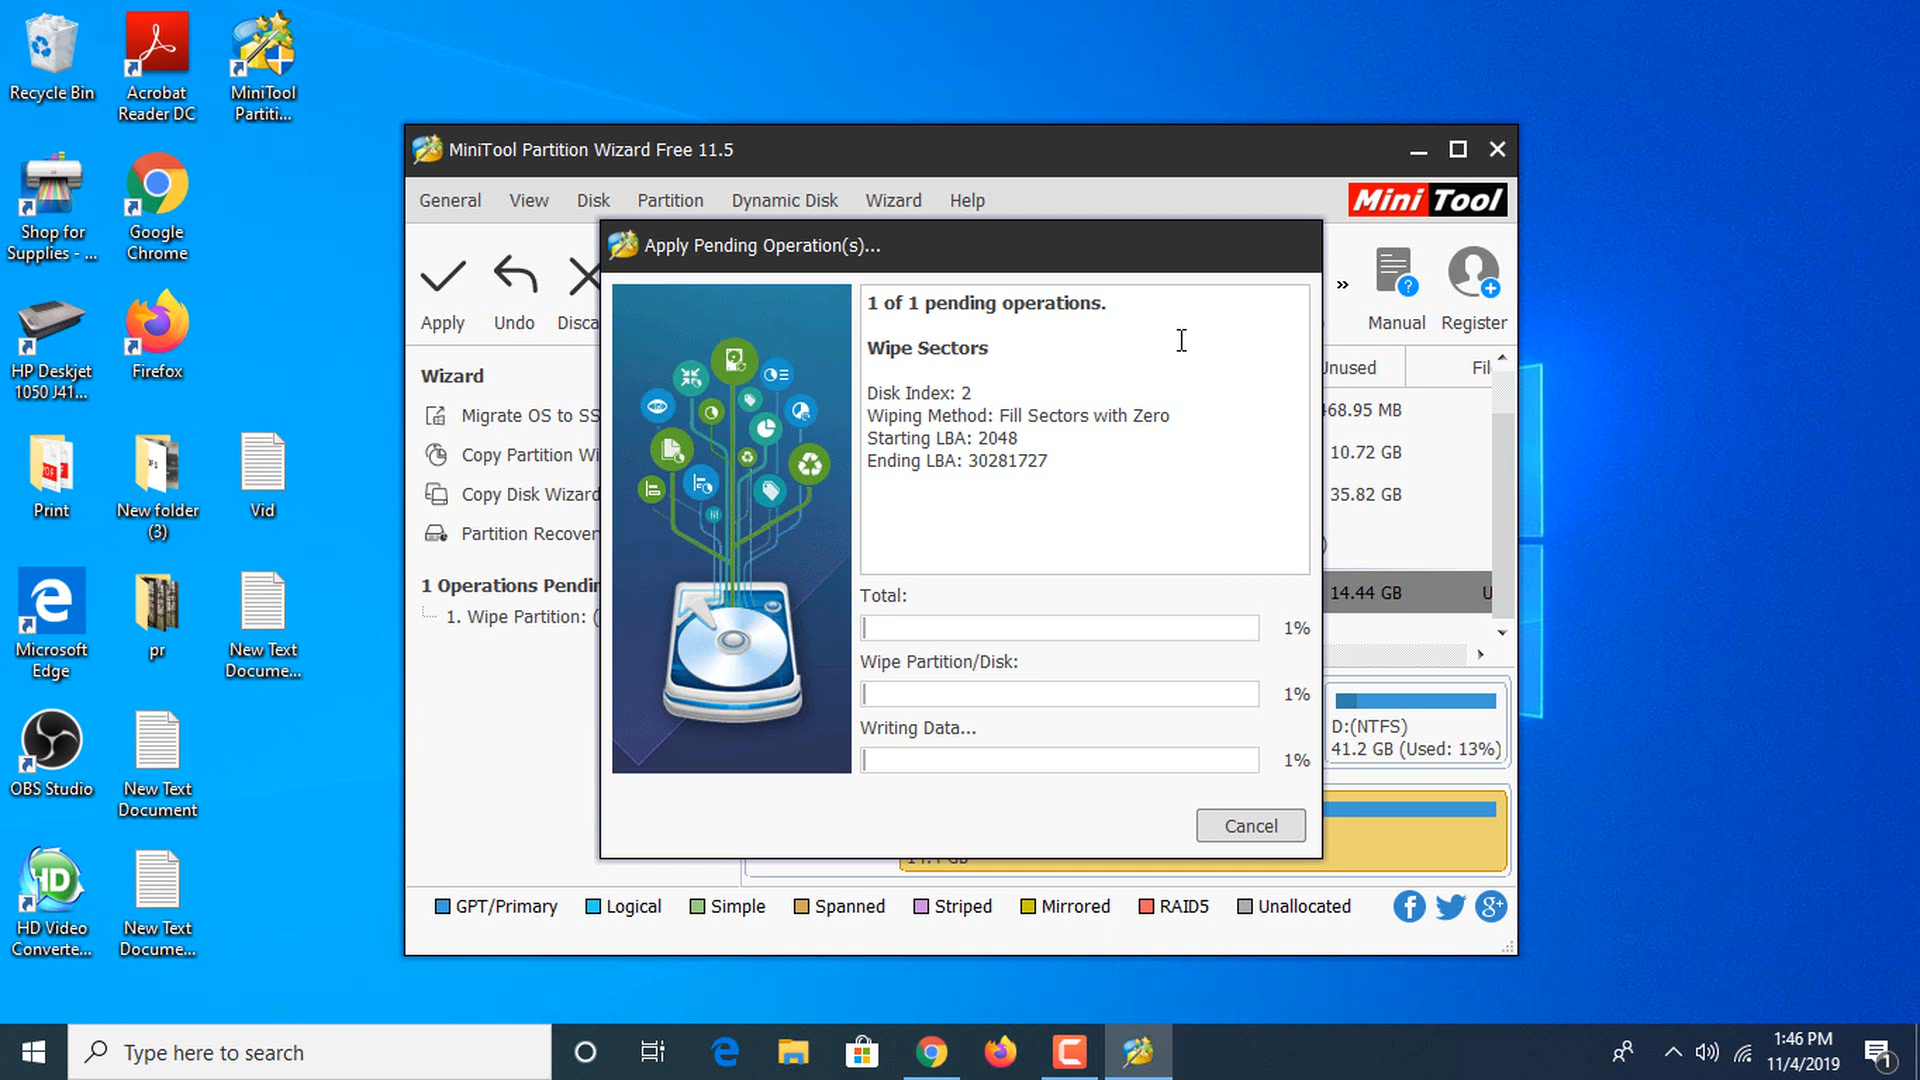 Recycle Bin
Acrobat
Reader DC
MiniTool
Partiti...
Shop for
Supplies - ...
Google
Chrome
HP Deskjet
1050 J41...
Firefox
Print
New folder
(3)
Vid
Microsoft
Edge
pr
New Text
Docume...
OBS Studio
New Text
Document
HD Video
Converte...
New Text
Docume...
MiniTool Partition Wizard Free 11.5
General View Disk Partition Dynamic Disk Wizard Help
Mini Tool
Apply Undo Disca
» Manual Register
Wizard
Migrate OS to SS
Copy Partition Wi
Copy Disk Wizard
Partition Recover
1 Operations Pendin
1. Wipe Partition: (
Apply Pending Operation(s)...
1 of 1 pending operations.
Wipe Sectors
Disk Index: 2
Wiping Method: Fill Sectors with Zero
Starting LBA: 2048
Ending LBA: 30281727
Total:
1%
Wipe Partition/Disk:
1%
Writing Data...
1%
Cancel
Unused Fil
468.95 MB
10.72 GB
35.82 GB
14.44 GB U
D:(NTFS)
41.2 GB (Used: 13%)
GPT/Primary Logical Simple Spanned Striped Mirrored RAID5 Unallocated
Type here to search
1:46 PM
11/4/2019
1